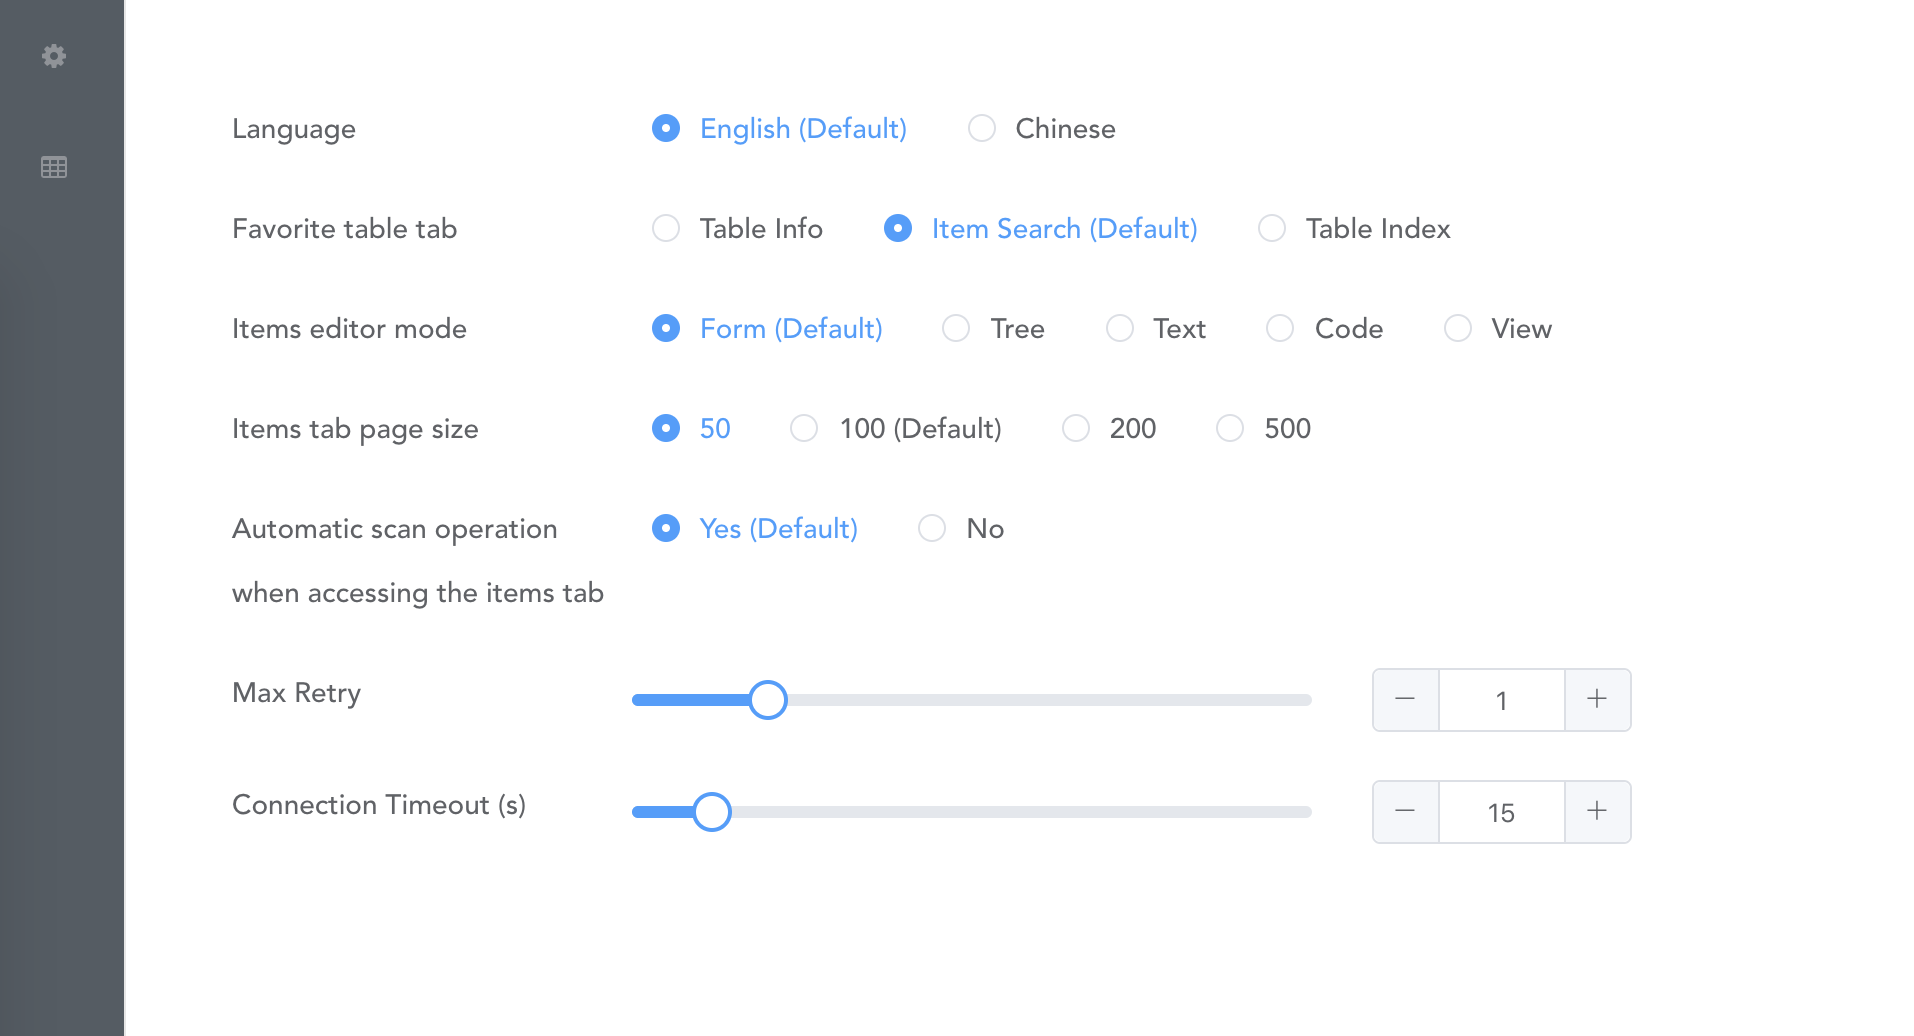 Language English (Default) Chinese
Favorite table tab Table Info Item Search (Default) Table Index
Items editor mode Form (Default) Tree Text Code View
Items tab page size 50 100 (Default) 200 500
Automatic scan operation Yes (Default) No
when accessing the items tab
Max Retry 1
Connection Timeout (s) 15